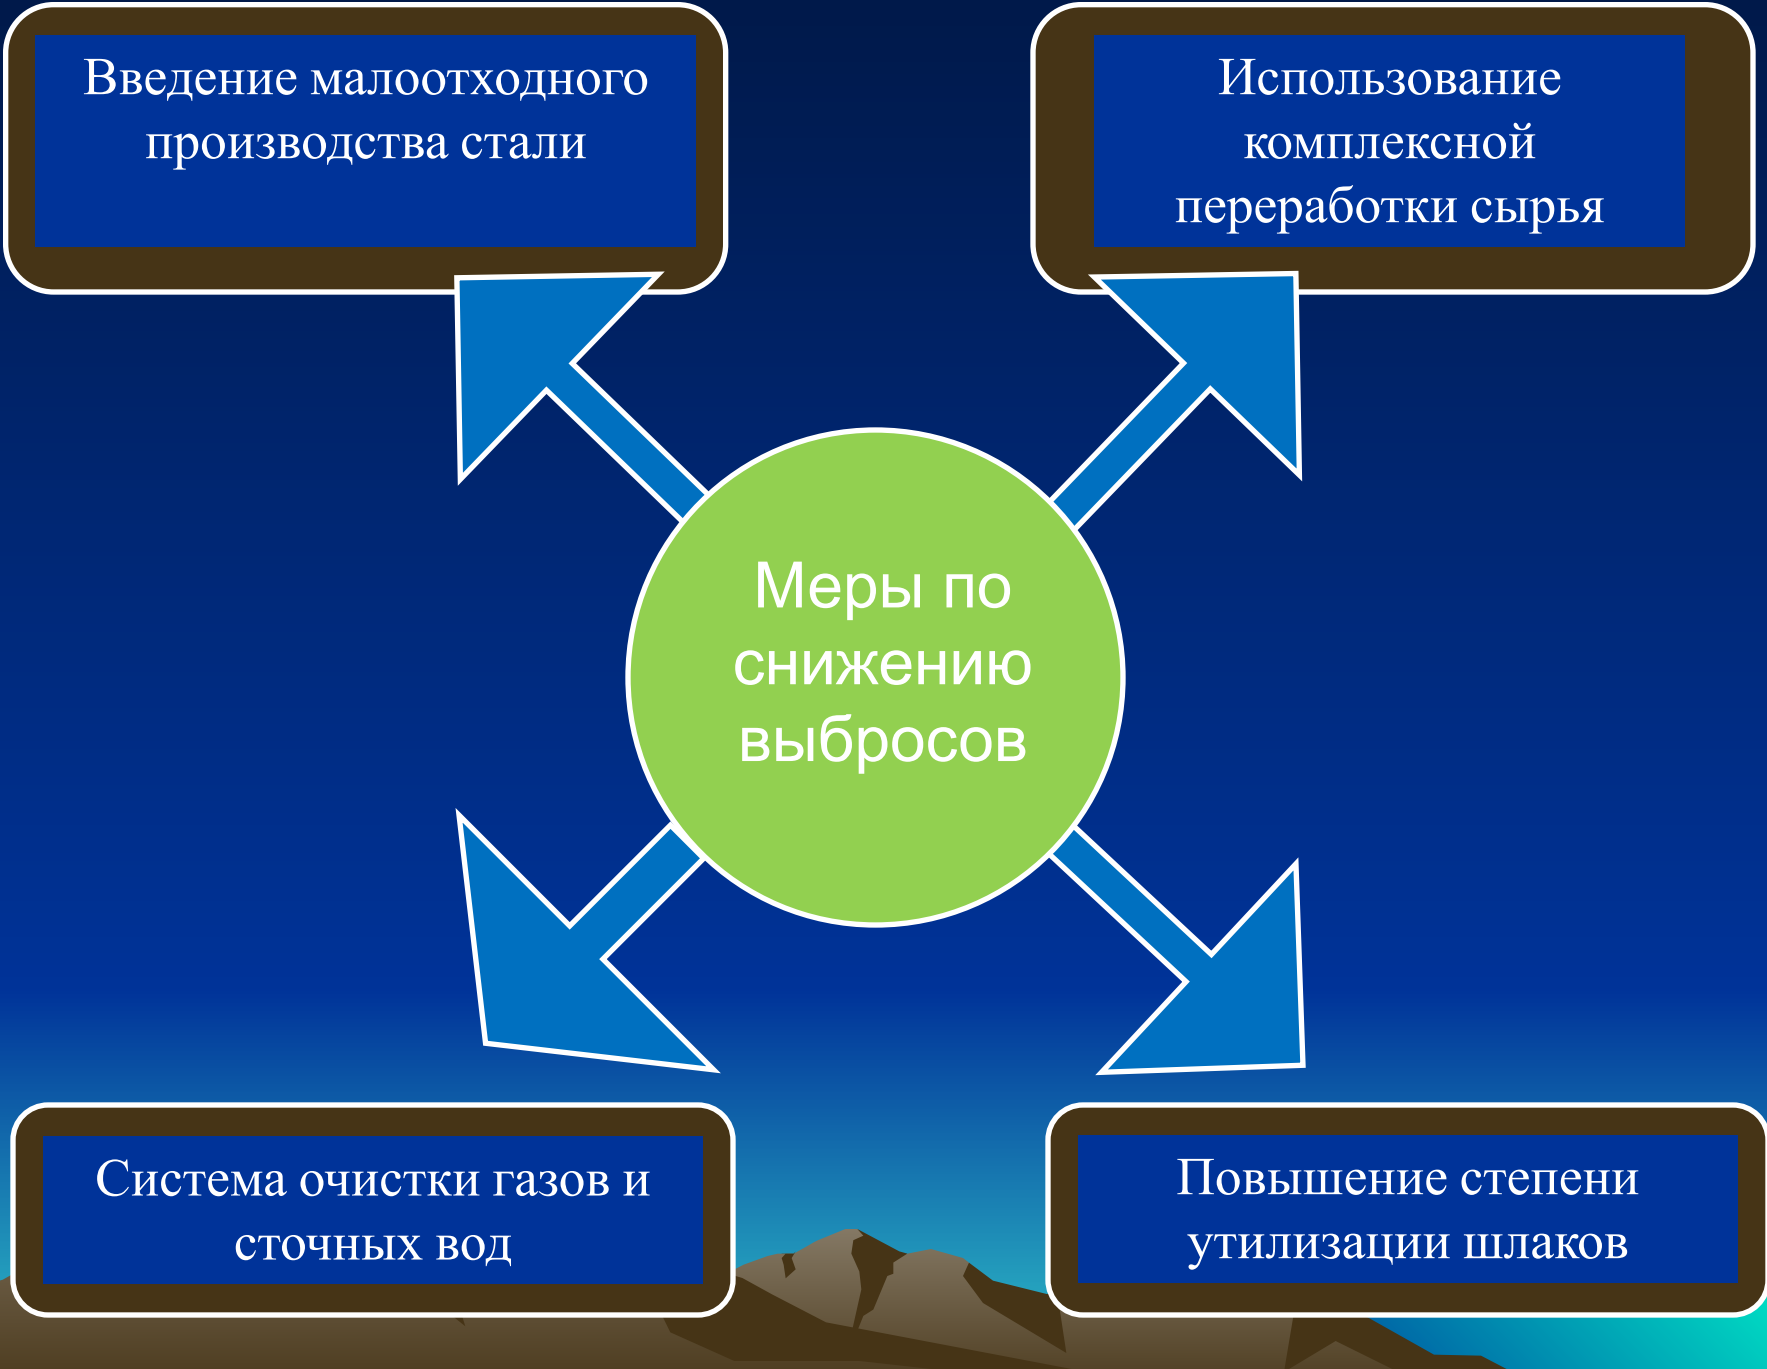 Введение малоотходного
производства стали
Использование
комплексной
переработки сырья
Меры по
снижению
выбросов
Система очистки газов и
сточных вод
Повышение степени
утилизации шлаков